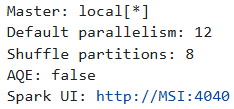 Master: local[*]
Default parallelism: 12
Shuffle partitions: 8
AQE: false
Spark UI: http://MSI:4040